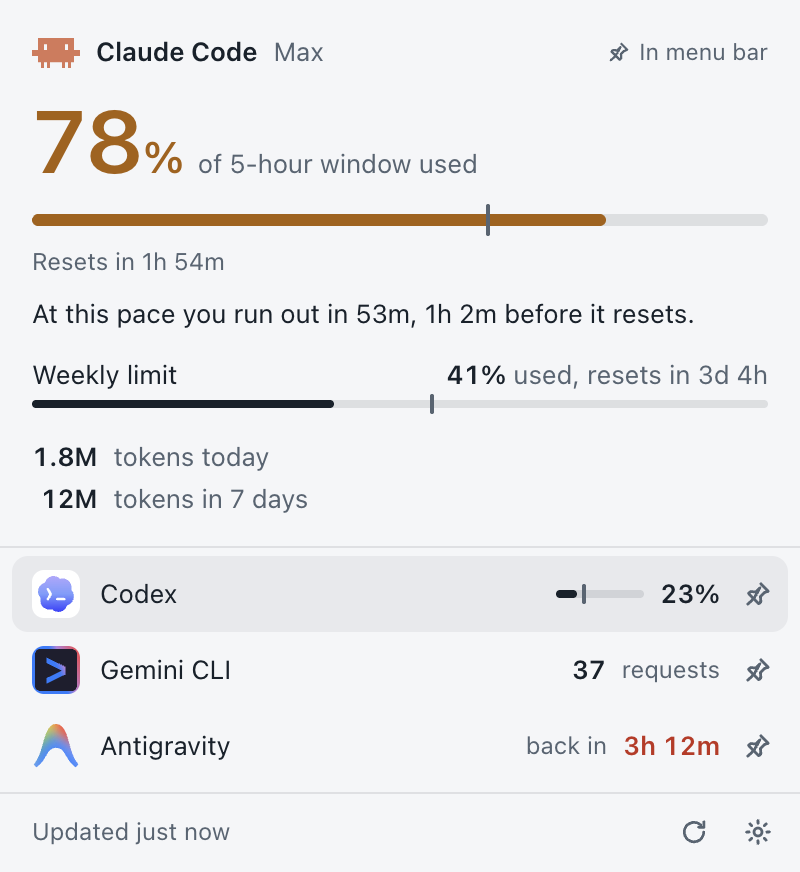 Claude Code Max In menu bar
78% of 5-hour window used
Resets in 1h 54m
At this pace you run out in 53m, 1h 2m before it resets.
Weekly limit 41% used, resets in 3d 4h
1.8M tokens today
12M tokens in 7 days
Codex 23%
Gemini CLI 37 requests
Antigravity back in 3h 12m
Updated just now